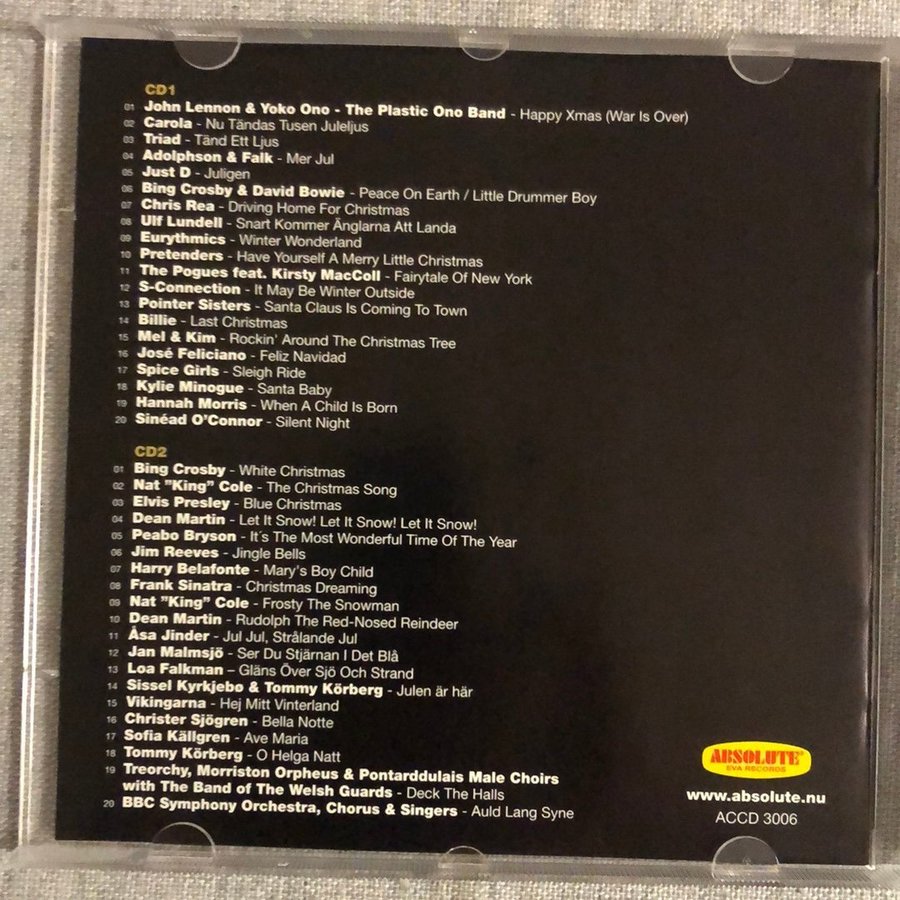 CD1
01 John Lennon & Yoko Ono - The Plastic Ono Band - Happy Xmas (War Is Over)
02 Carola - Nu Tändas Tusen Juleljus
03 Triad - Tänd Ett Ljus
04 Adolphson & Falk - Mer Jul
05 Just D - Juligen
06 Bing Crosby & David Bowie - Peace On Earth / Little Drummer Boy
07 Chris Rea - Driving Home For Christmas
08 Ulf Lundell - Snart Kommer Änglarna Att Landa
09 Eurythmics - Winter Wonderland
10 Pretenders - Have Yourself A Merry Little Christmas
11 The Pogues feat. Kirsty MacColl - Fairytale Of New York
12 S-Connection - It May Be Winter Outside
13 Pointer Sisters - Santa Claus Is Coming To Town
14 Billie - Last Christmas
15 Mel & Kim - Rockin' Around The Christmas Tree
16 José Feliciano - Feliz Navidad
17 Spice Girls - Sleigh Ride
18 Kylie Minogue - Santa Baby
19 Hannah Morris - When A Child Is Born
20 Sinéad O'Connor - Silent Night
CD2
01 Bing Crosby - White Christmas
02 Nat "King" Cole - The Christmas Song
03 Elvis Presley - Blue Christmas
04 Dean Martin - Let It Snow! Let It Snow! Let It Snow!
05 Peabo Bryson - It´s The Most Wonderful Time Of The Year
06 Jim Reeves - Jingle Bells
07 Harry Belafonte - Mary's Boy Child
08 Frank Sinatra - Christmas Dreaming
09 Nat "King" Cole - Frosty The Snowman
10 Dean Martin - Rudolph The Red-Nosed Reindeer
11 Åsa Jinder - Jul Jul, Strålande Jul
12 Jan Malmsjö - Ser Du Stjärnan I Det Blå
13 Loa Falkman – Gläns Över Sjö Och Strand
14 Sissel Kyrkjebø & Tommy Körberg - Julen är här
15 Vikingarna - Hej Mitt Vinterland
16 Christer Sjögren - Bella Notte
17 Sofia Källgren - Ave Maria
18 Tommy Körberg - O Helga Natt
19 Treorchy, Morriston Orpheus & Pontarddulais Male Choirs
with The Band of The Welsh Guards - Deck The Halls
20 BBC Symphony Orchestra, Chorus & Singers - Auld Lang Syne
ABSOLUTE®
EVA RECORDS
www.absolute.nu
ACCD 3006